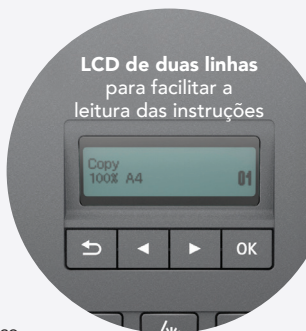 LCD de duas linhas
para facilitar a
leitura das instruções
Copy
100% A4 01
OK